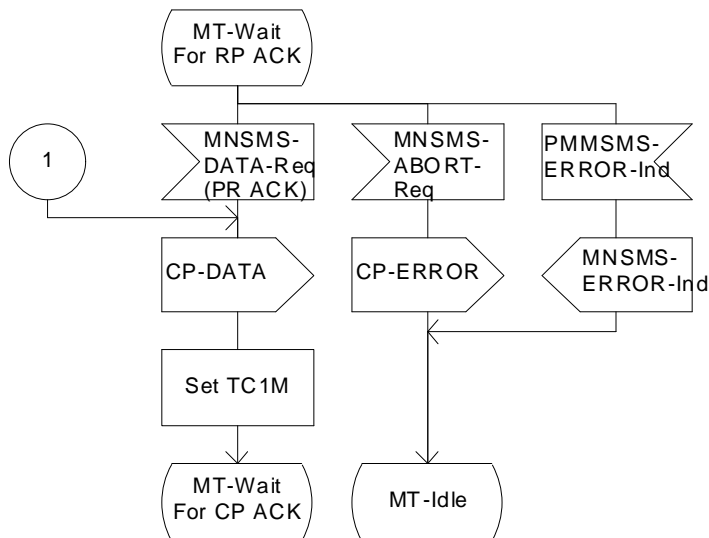 MT-Wait
For RP ACK
1
MNSMS-
DATA-Req
(PR ACK)
MNSMS-
ABORT-
Req
PMMSMS-
ERROR-Ind
CP-DATA
CP-ERROR
MNSMS-
ERROR-Ind
Set TC1M
MT-Wait
For CP ACK
MT-Idle